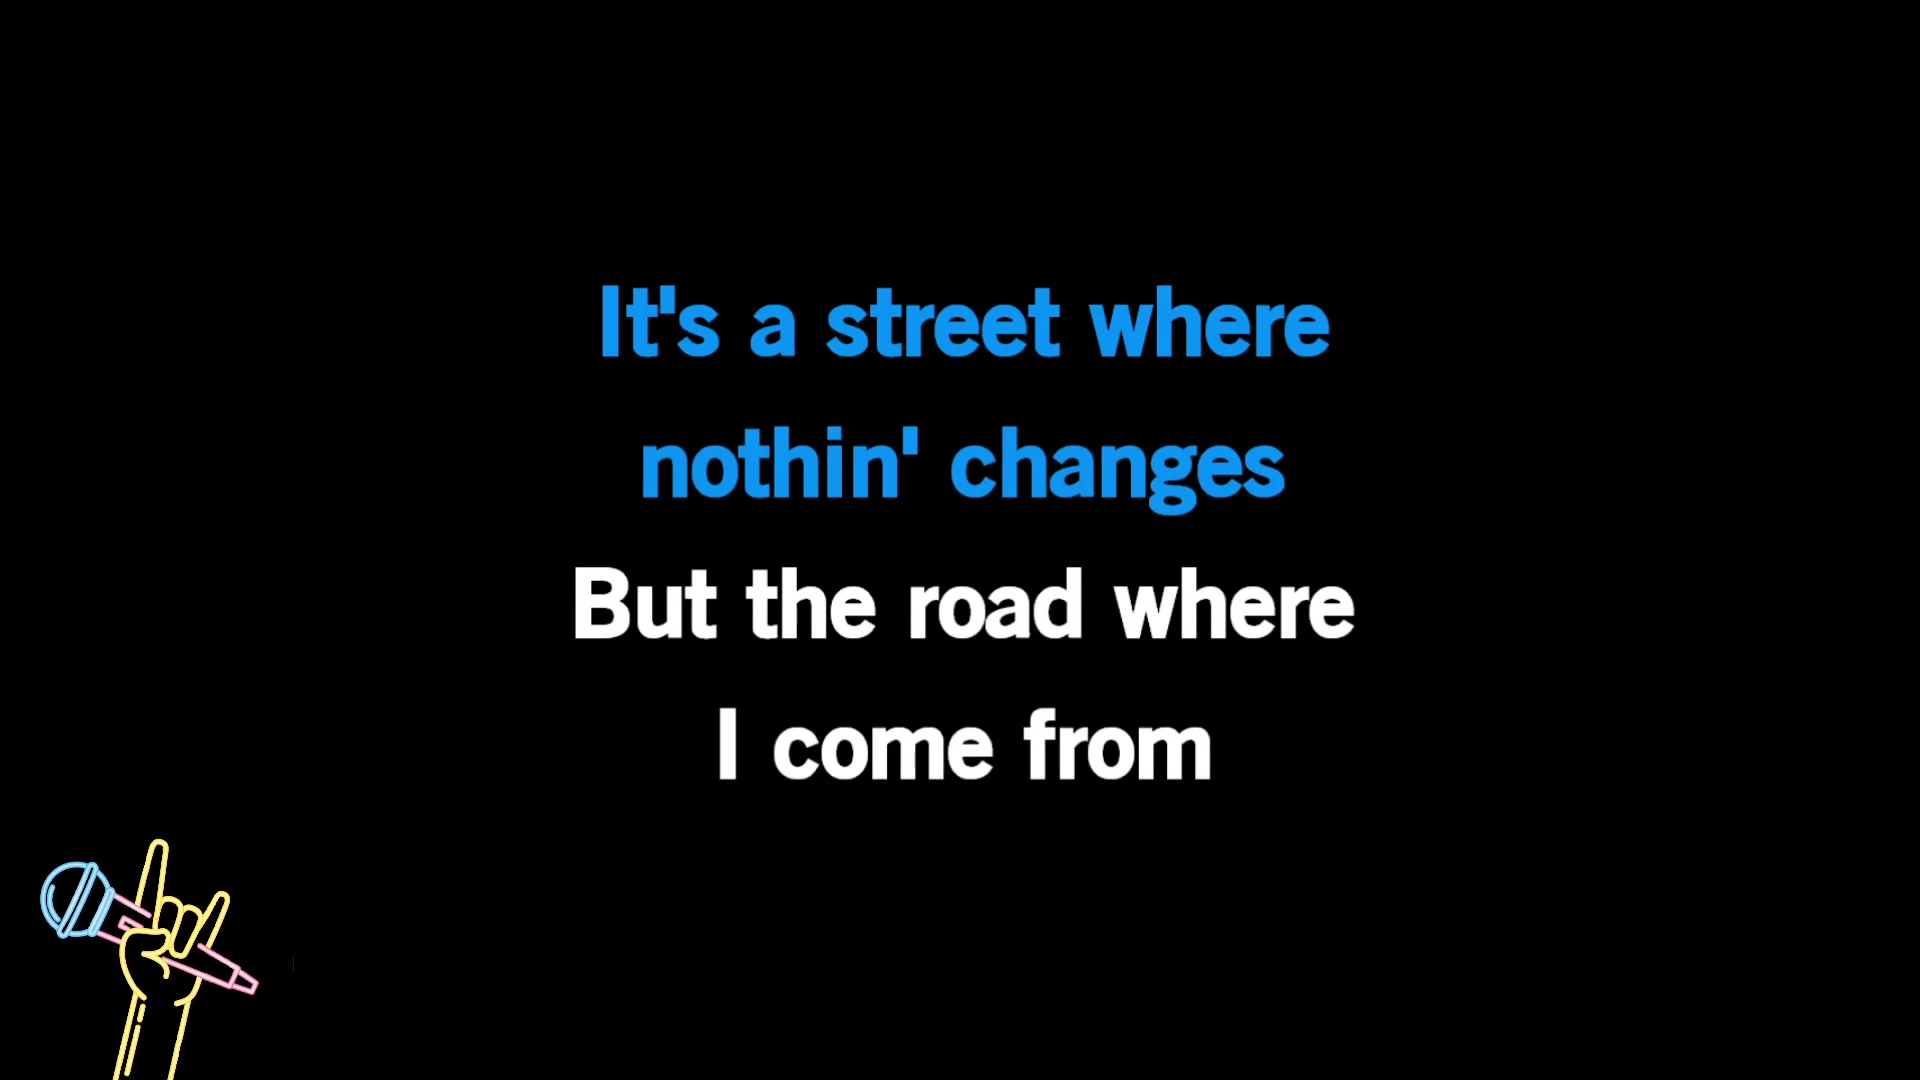 It's a street where
nothin' changes
But the road where
I come from